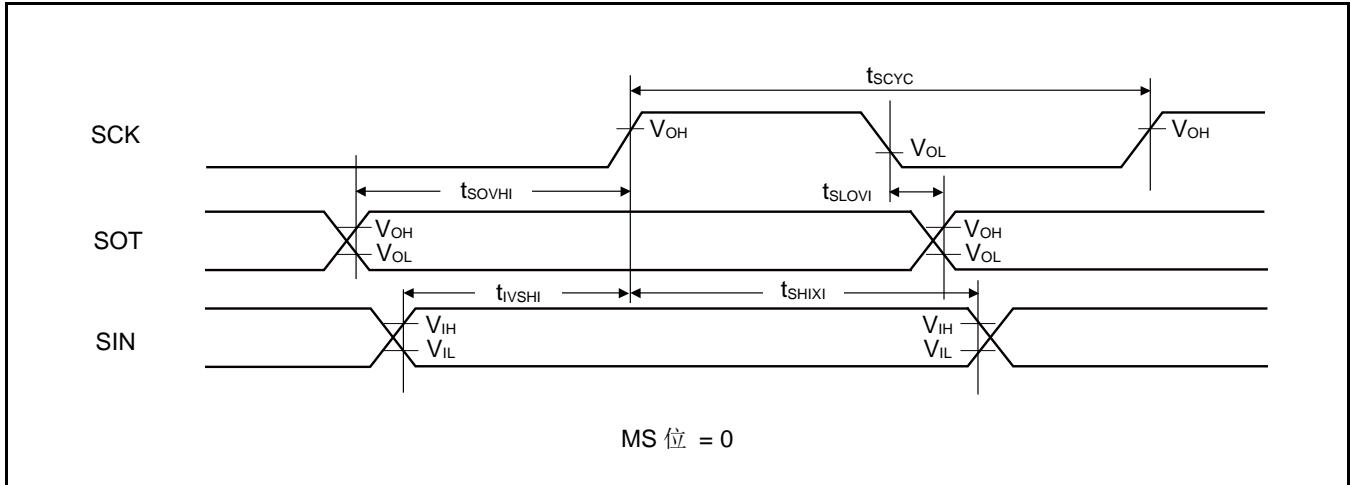 tSCYC
SCK
VOH
VOH
VOL
tSOVHI
tSLOVI
SOT
VOH
VOL
VOH
VOL
tIVSHI
tSHIXI
SIN
VIH
VIL
VIH
VIL
MS 位 = 0